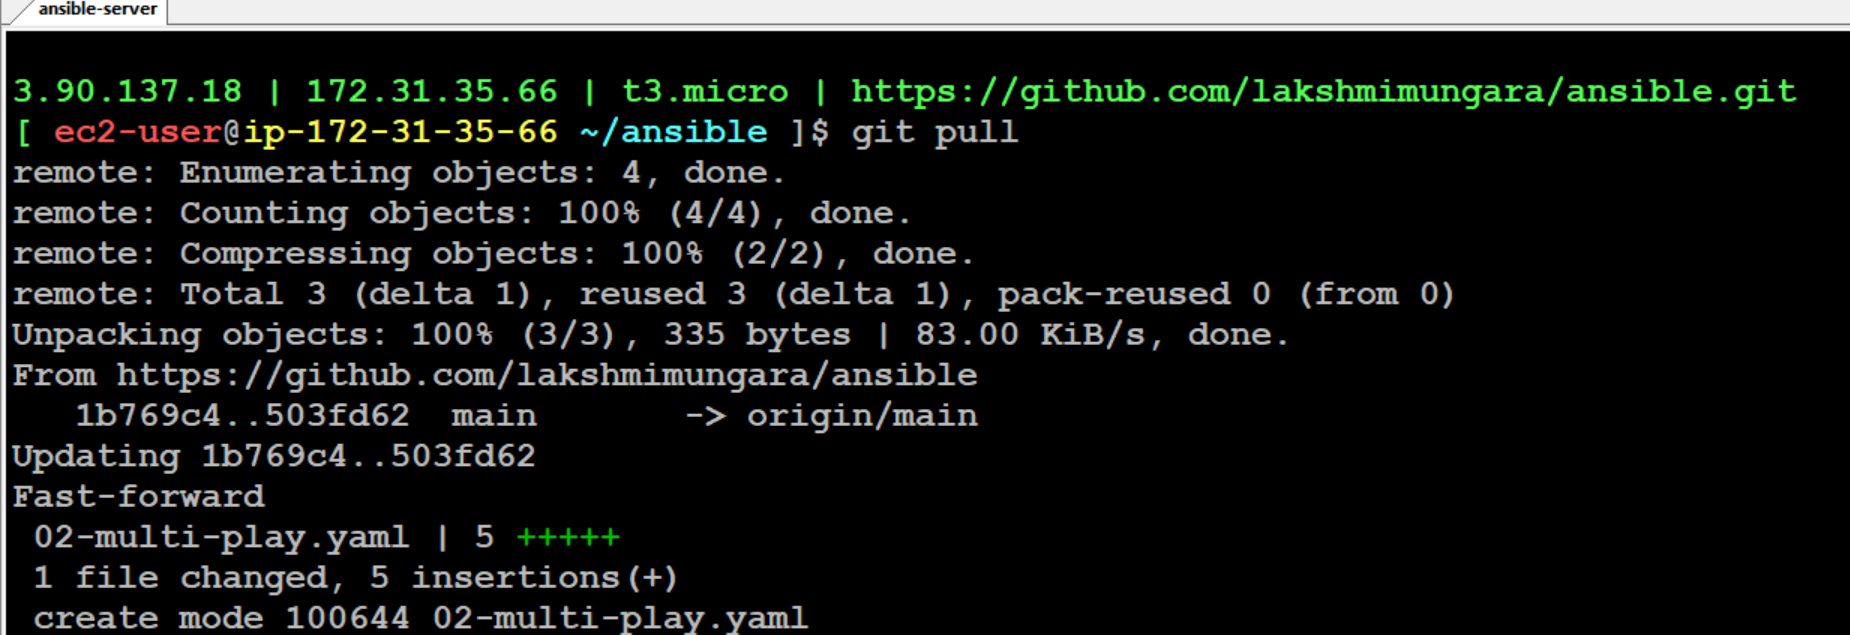 ansible-server
3.90.137.18 | 172.31.35.66 | t3.micro | https://github.com/lakshmimungara/ansible.git
[ ec2-user@ip-172-31-35-66 ~/ansible ]$ git pull
remote: Enumerating objects: 4, done.
remote: Counting objects: 100% (4/4), done.
remote: Compressing objects: 100% (2/2), done.
remote: Total 3 (delta 1), reused 3 (delta 1), pack-reused 0 (from 0)
Unpacking objects: 100% (3/3), 335 bytes | 83.00 KiB/s, done.
From https://github.com/lakshmimungara/ansible
   1b769c4..503fd62  main       -> origin/main
Updating 1b769c4..503fd62
Fast-forward
 02-multi-play.yaml | 5 +++++
 1 file changed, 5 insertions(+)
 create mode 100644 02-multi-play.yaml